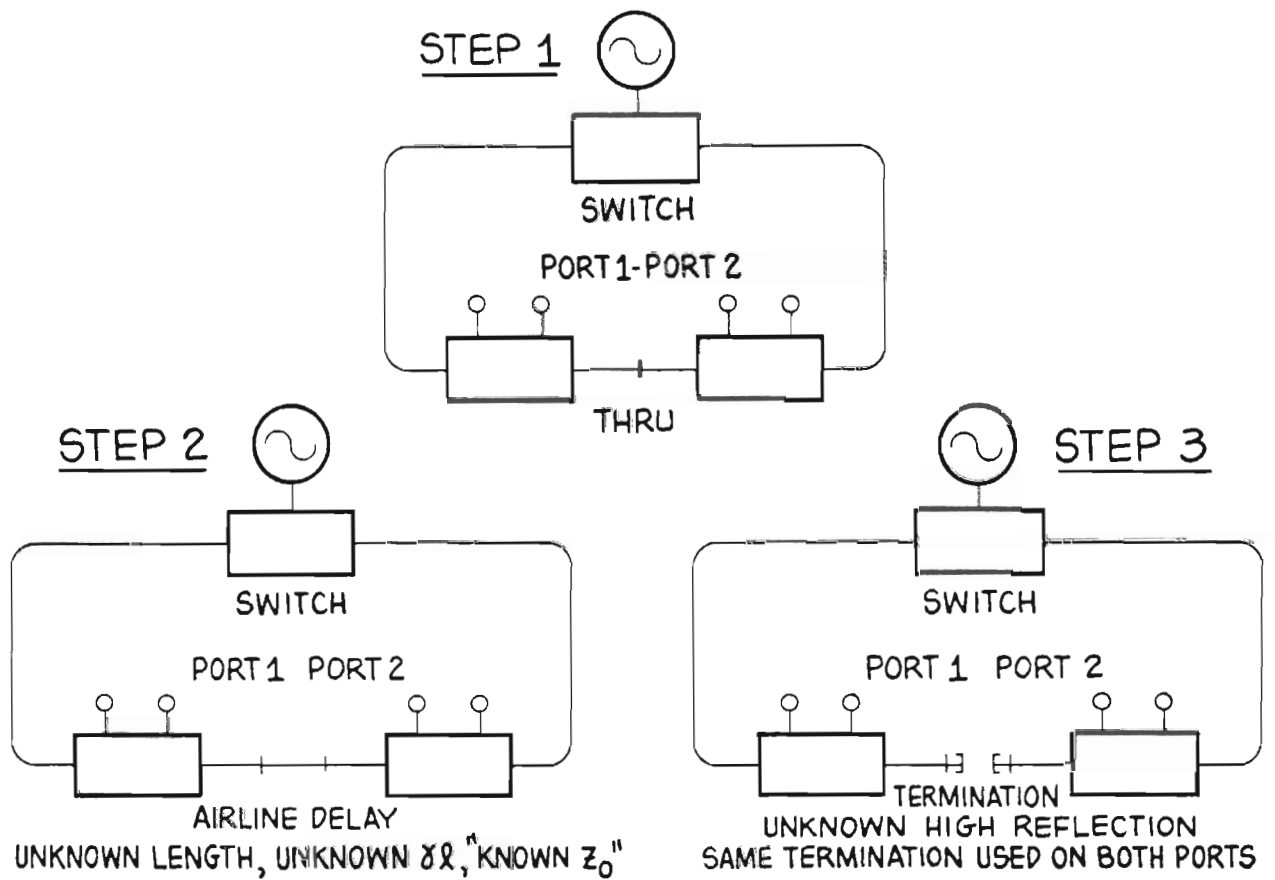 STEP 1
SWITCH
PORT 1-PORT 2
THRU
STEP 2
SWITCH
PORT 1 PORT 2
AIRLINE DELAY
UNKNOWN LENGTH, UNKNOWN γℓ, "KNOWN Z₀"
STEP 3
SWITCH
PORT 1 PORT 2
TERMINATION
UNKNOWN HIGH REFLECTION
SAME TERMINATION USED ON BOTH PORTS